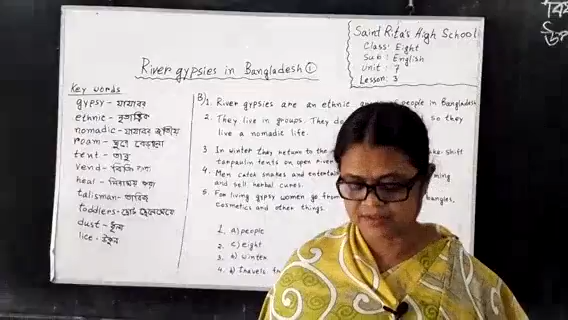 River gypsies in Bangladesh ①
Saint Rita's High School
Class: Eight
Sub: English
Unit: 7
Lesson: 3
Key words
gypsy - যাযাবর
ethnic - নৃতাত্ত্বিক
nomadic - যাযাবর জাতীয়
roam - ঘুরে বেড়ানো
tent - তাবু
vend - বিক্রি করা
heal - নিরাময় করা
talisman - তাবিজ
toddlers - ছোট ছেলেমেয়ে
dust - ধুলা
lice - উকুন
B) 1. River gypsies are an ethnic people in Bangladesh
2. They live in groups. They do so they
live a nomadic life.
3. In winter they return to the shift
tarpaulin tents on open river
4. Men catch snakes and entertain
and sell herbal cures.
5. For living gypsy women go from bangles,
cosmetics and other things.
1. a) people
2. c) eight
3. winter
4. travels